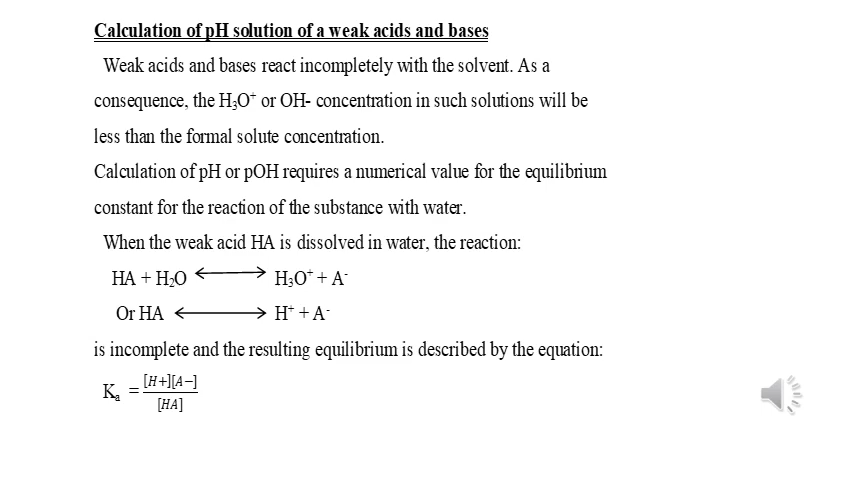 Calculation of pH solution of a weak acids and bases
Weak acids and bases react incompletely with the solvent. As a
consequence, the H₃O⁺ or OH- concentration in such solutions will be
less than the formal solute concentration.
Calculation of pH or pOH requires a numerical value for the equilibrium
constant for the reaction of the substance with water.
When the weak acid HA is dissolved in water, the reaction:
HA + H₂O ⟷ H₃O⁺ + A⁻
Or HA ⟷ H⁺ + A⁻
is incomplete and the resulting equilibrium is described by the equation:
Kₐ = [H+][A−] / [HA]